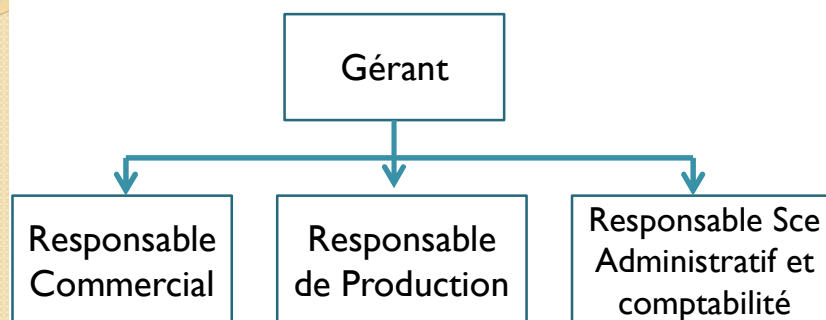 Gérant
Responsable
Commercial
Responsable
de Production
Responsable Sce
Administratif et
comptabilité